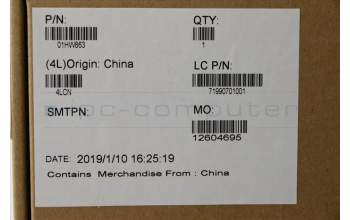 P/N:
QTY:
01HW863
1
(4L)Origin: China
LC P/N:
4LCN
71990701001
SMTPN:
MO:
12604695
DATE: 2019/1/10 16:25:19
Contains Merchandise From : China